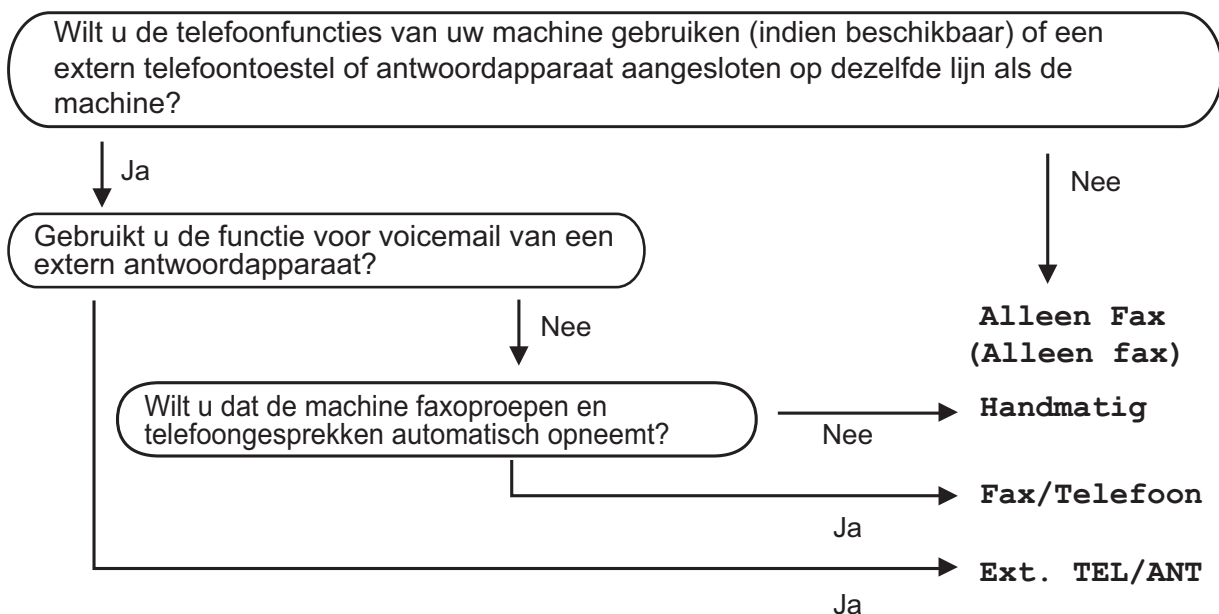 Wilt u de telefoonfuncties van uw machine gebruiken (indien beschikbaar) of een
extern telefoontoestel of antwoordapparaat aangesloten op dezelfde lijn als de
machine?
Ja
Nee
Gebruikt u de functie voor voicemail van een
extern antwoordapparaat?
Nee
Alleen Fax
(Alleen fax)
Wilt u dat de machine faxoproepen en
telefoongesprekken automatisch opneemt?
Nee
Handmatig
Ja
Fax/Telefoon
Ja
Ext. TEL/ANT